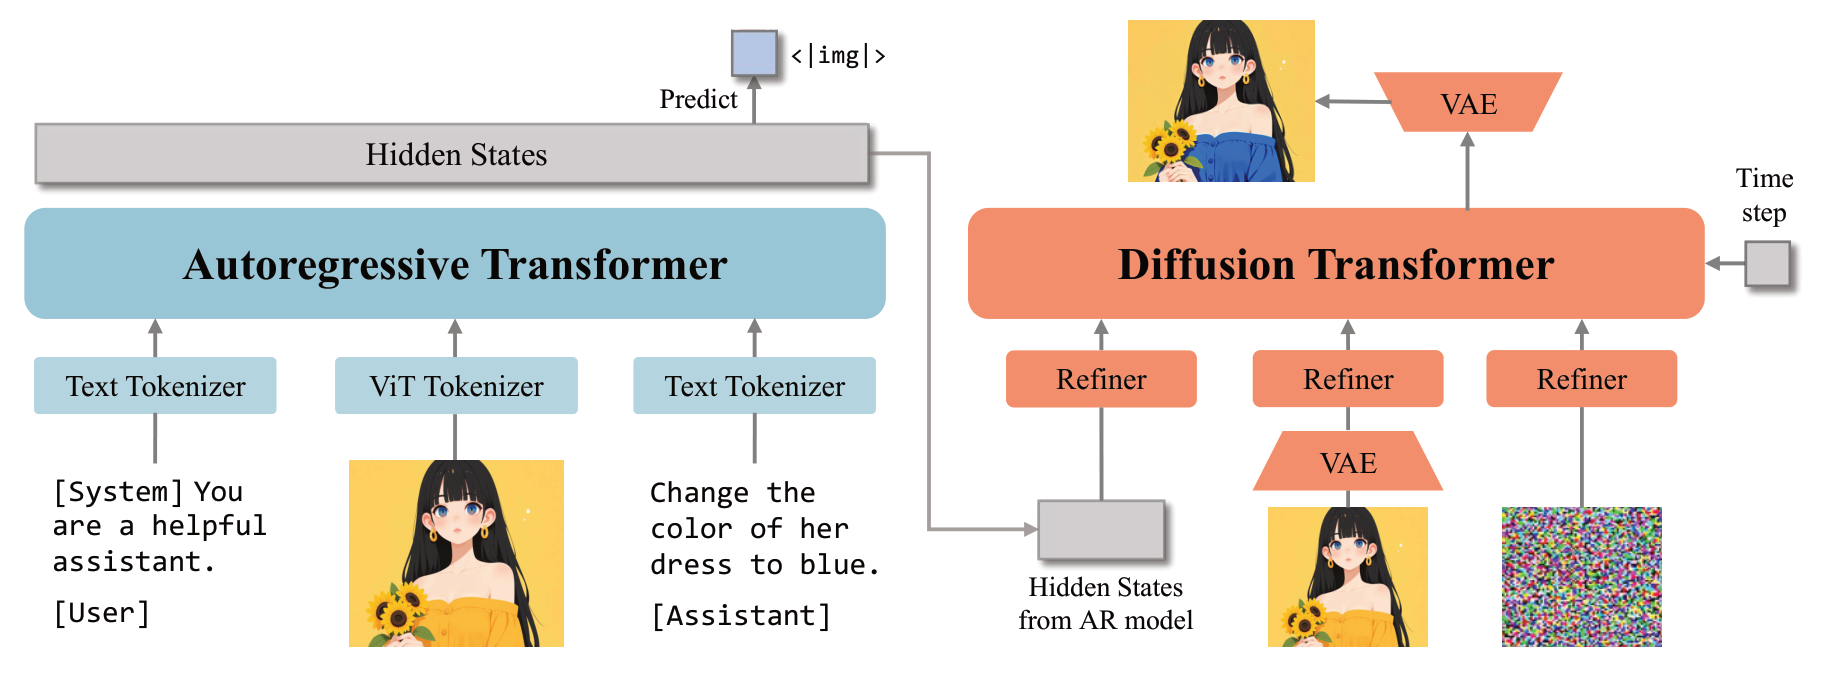 <|img|>
Predict
Hidden States
Autoregressive Transformer
Text Tokenizer
ViT Tokenizer
Text Tokenizer
[System] You
are a helpful
assistant.
[User]
Change the
color of her
dress to blue.
[Assistant]
VAE
Time
step
Diffusion Transformer
Refiner
Refiner
Refiner
VAE
Hidden States
from AR model